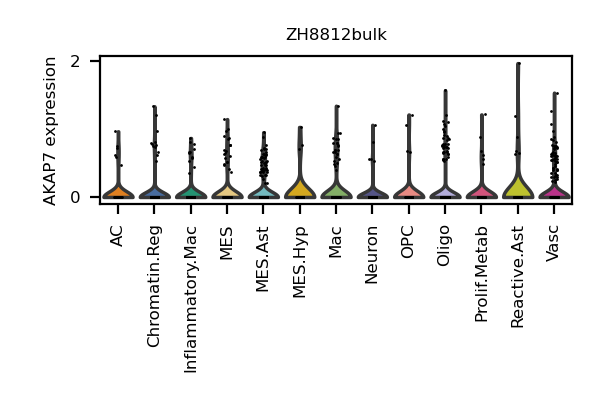 ZH8812bulk
AKAP7 expression
2
0
AC
Chromatin.Reg
Inflammatory.Mac
MES
MES.Ast
MES.Hyp
Mac
Neuron
OPC
Oligo
Prolif.Metab
Reactive.Ast
Vasc